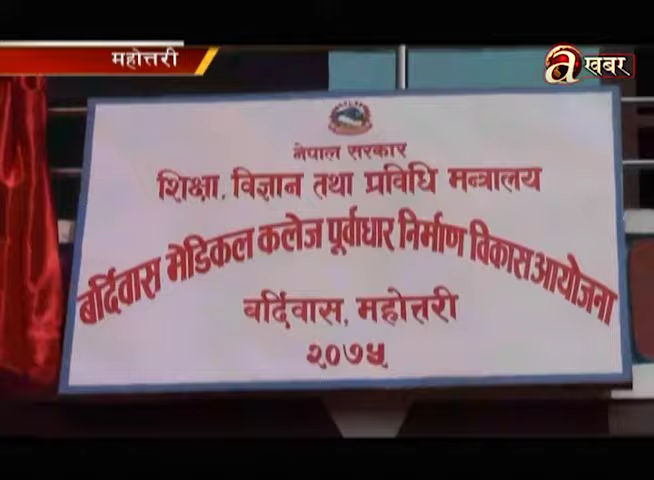 महोत्तरी
a खबर
नेपाल सरकार
शिक्षा, विज्ञान तथा प्रविधि मन्त्रालय
बर्दिवास मेडिकल कलेज पूर्वाधार निर्माण विकास आयोजना
बर्दिवास, महोत्तरी
२०७५